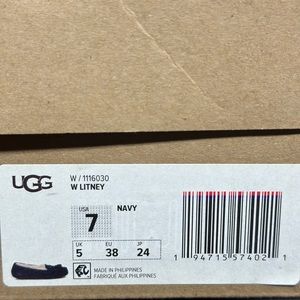 UGG
W / 1116030
W LITNEY
USA
7
NAVY
UK EU JP
5 38 24
MADE IN PHILIPPINES
FABRIQUÉ AUX PHILIPPINES
1 94715 57402 1